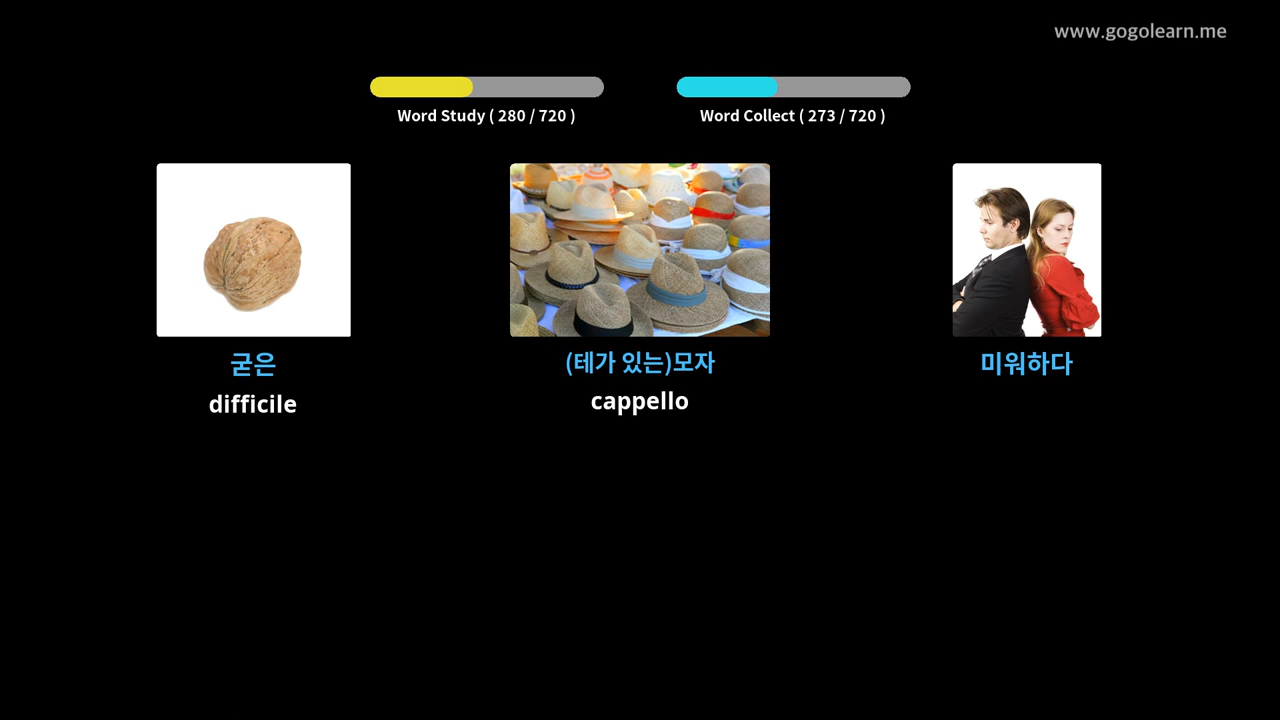 www.gogolearn.me
Word Study ( 280 / 720 )
Word Collect ( 273 / 720 )
굳은
difficile
(테가 있는)모자
cappello
미워하다